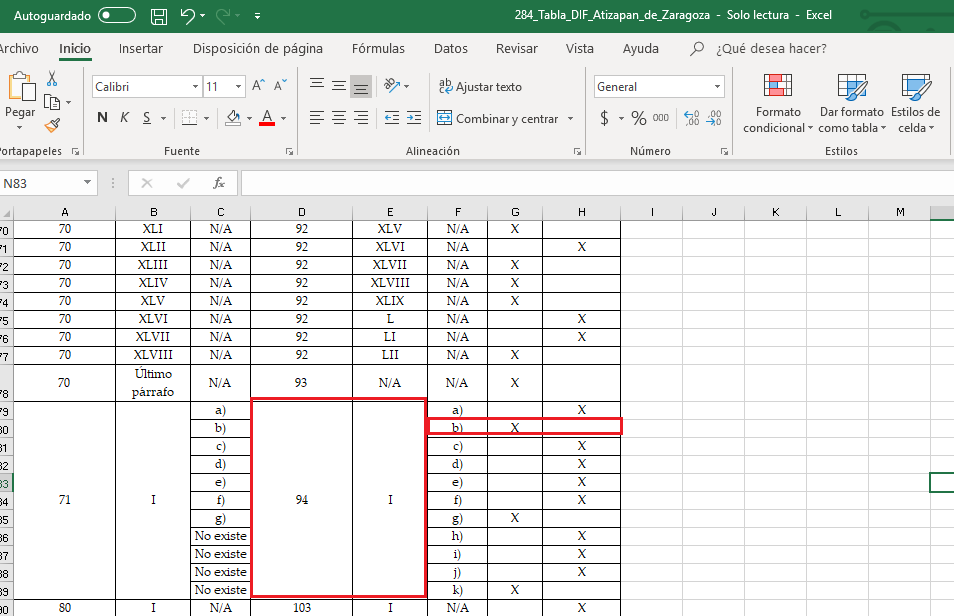 Autoguardado 284_Tabla_DIF_Atizapan_de_Zaragoza - Solo lectura - Excel
Archivo Inicio Insertar Disposición de página Fórmulas Datos Revisar Vista Ayuda ¿Qué desea hacer?
Pegar Calibri 11 A A ab Ajustar texto General
N K S A Combinar y centrar $ % 000
Formato condicional Dar formato como tabla Estilos de celda
Portapapeles Fuente Alineación Número Estilos
N83 fx
A B C D E F G H I J K L M
70 70 XLI N/A 92 XLV N/A X
71 70 XLII N/A 92 XLVI N/A X
72 70 XLIII N/A 92 XLVII N/A X
73 70 XLIV N/A 92 XLVIII N/A X
74 70 XLV N/A 92 XLIX N/A X
75 70 XLVI N/A 92 L N/A X
76 70 XLVII N/A 92 LI N/A X
77 70 XLVIII N/A 92 LII N/A X
78 70 Último párrafo N/A 93 N/A N/A X
79 a) a) X
80 b) b) X
81 c) c) X
82 d) d) X
83 e) e) X
84 71 I f) 94 I f) X
85 g) g) X
86 No existe h) X
87 No existe i) X
88 No existe j) X
89 No existe k) X
90 80 I N/A 103 I N/A X